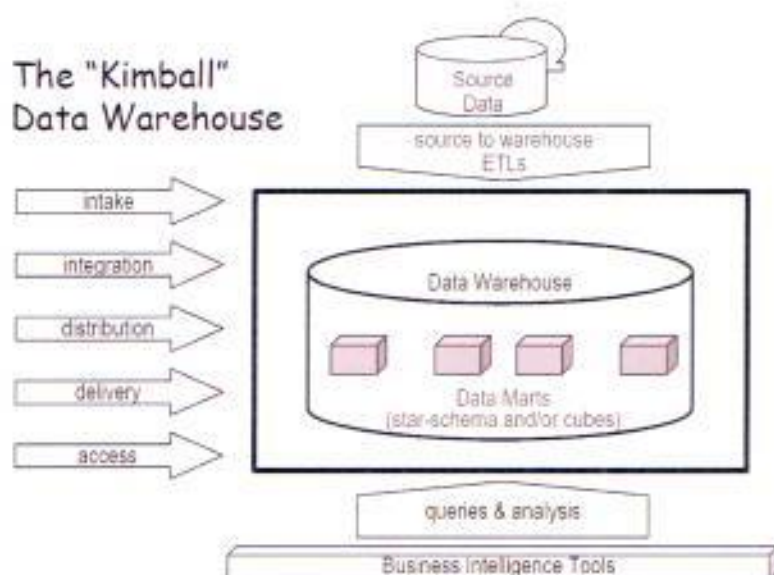 The "Kimball"
Data Warehouse
Source
Data
source to warehouse
ETLs
intake
integration
distribution
delivery
access
Data Warehouse
Data Marts
(star-schema and/or cubes)
queries & analysis
Business Intelligence Tools